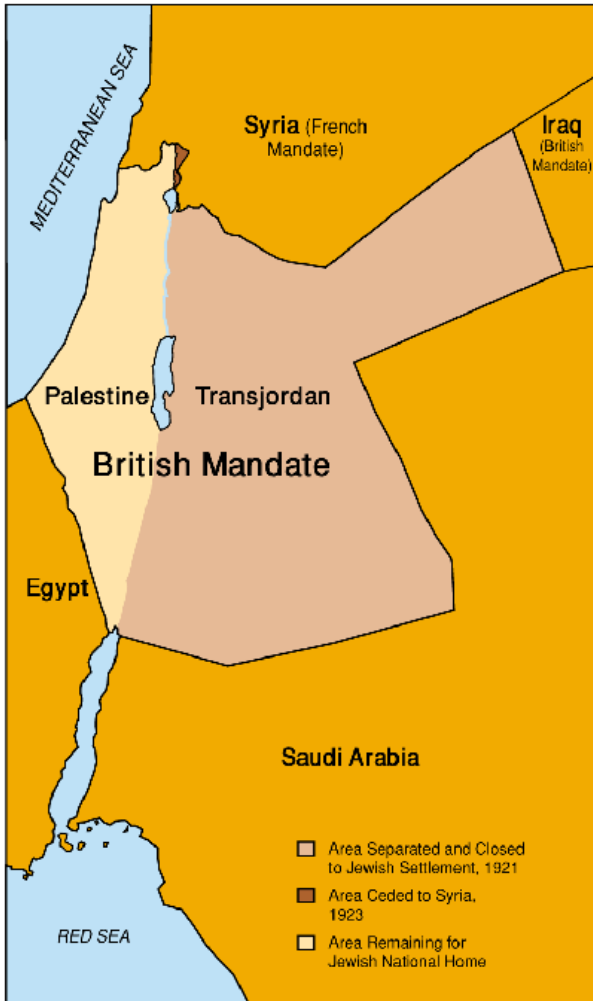 MEDITERRANEAN SEA
Syria (French
Mandate)
Iraq
(British
Mandate)
Palestine
Transjordan
British Mandate
Egypt
Saudi Arabia
Area Separated and Closed
to Jewish Settlement, 1921
Area Ceded to Syria,
1923
Area Remaining for
Jewish National Home
RED SEA